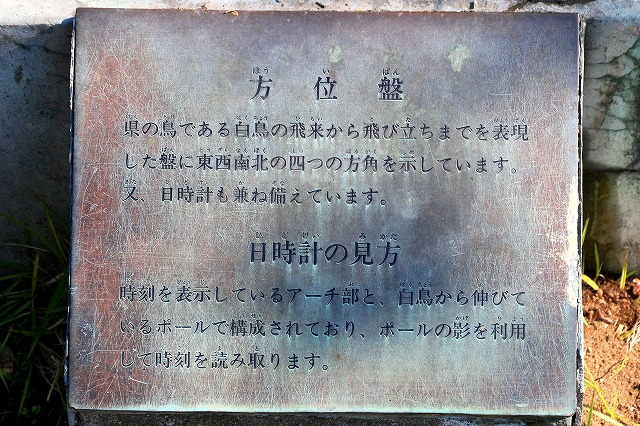 方位盤
県の鳥である白鳥の飛来から飛び立ちまでを表現
した盤に東西南北の四つの方角を示しています。
又、日時計も兼ね備えています。
日時計の見方
時刻を表示しているアーチ部と、白鳥から伸びて
いるポールで構成されており、ポールの影を利用
して時刻を読み取ります。